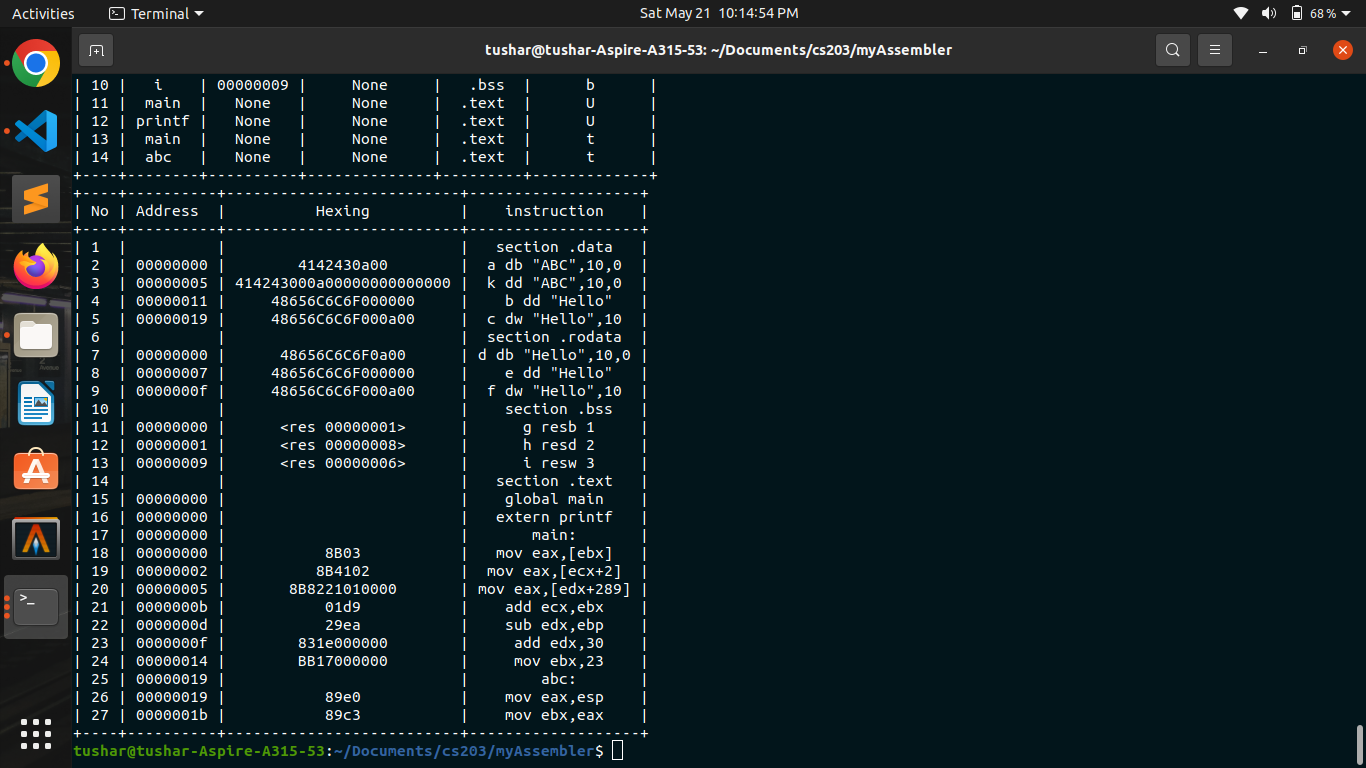 Activities Terminal Sat May 21 10:14:54 PM 68%
tushar@tushar-Aspire-A315-53: ~/Documents/cs203/myAssembler
| 10 | i | 00000009 | None | .bss | b |
| 11 | main | None | None | .text | U |
| 12 | printf | None | None | .text | U |
| 13 | main | None | None | .text | t |
| 14 | abc | None | None | .text | t |
+----+--------+----------+--------------+---------+-------------+
+----+----------+--------------------------+-------------------+
| No | Address | Hexing | instruction |
+----+----------+--------------------------+-------------------+
| 1 | | | section .data |
| 2 | 00000000 | 4142430a00 | a db "ABC",10,0 |
| 3 | 00000005 | 414243000a00000000000000 | k dd "ABC",10,0 |
| 4 | 00000011 | 48656C6C6F000000 | b dd "Hello" |
| 5 | 00000019 | 48656C6C6F000a00 | c dw "Hello",10 |
| 6 | | | section .rodata |
| 7 | 00000000 | 48656C6C6F0a00 | d db "Hello",10,0 |
| 8 | 00000007 | 48656C6C6F000000 | e dd "Hello" |
| 9 | 0000000f | 48656C6C6F000a00 | f dw "Hello",10 |
| 10 | | | section .bss |
| 11 | 00000000 | <res 00000001> | g resb 1 |
| 12 | 00000001 | <res 00000008> | h resd 2 |
| 13 | 00000009 | <res 00000006> | i resw 3 |
| 14 | | | section .text |
| 15 | 00000000 | | global main |
| 16 | 00000000 | | extern printf |
| 17 | 00000000 | | main: |
| 18 | 00000000 | 8B03 | mov eax,[ebx] |
| 19 | 00000002 | 8B4102 | mov eax,[ecx+2] |
| 20 | 00000005 | 8B8221010000 | mov eax,[edx+289] |
| 21 | 0000000b | 01d9 | add ecx,ebx |
| 22 | 0000000d | 29ea | sub edx,ebp |
| 23 | 0000000f | 831e000000 | add edx,30 |
| 24 | 00000014 | BB17000000 | mov ebx,23 |
| 25 | 00000019 | | abc: |
| 26 | 00000019 | 89e0 | mov eax,esp |
| 27 | 0000001b | 89c3 | mov ebx,eax |
+----+----------+--------------------------+-------------------+
tushar@tushar-Aspire-A315-53:~/Documents/cs203/myAssembler$